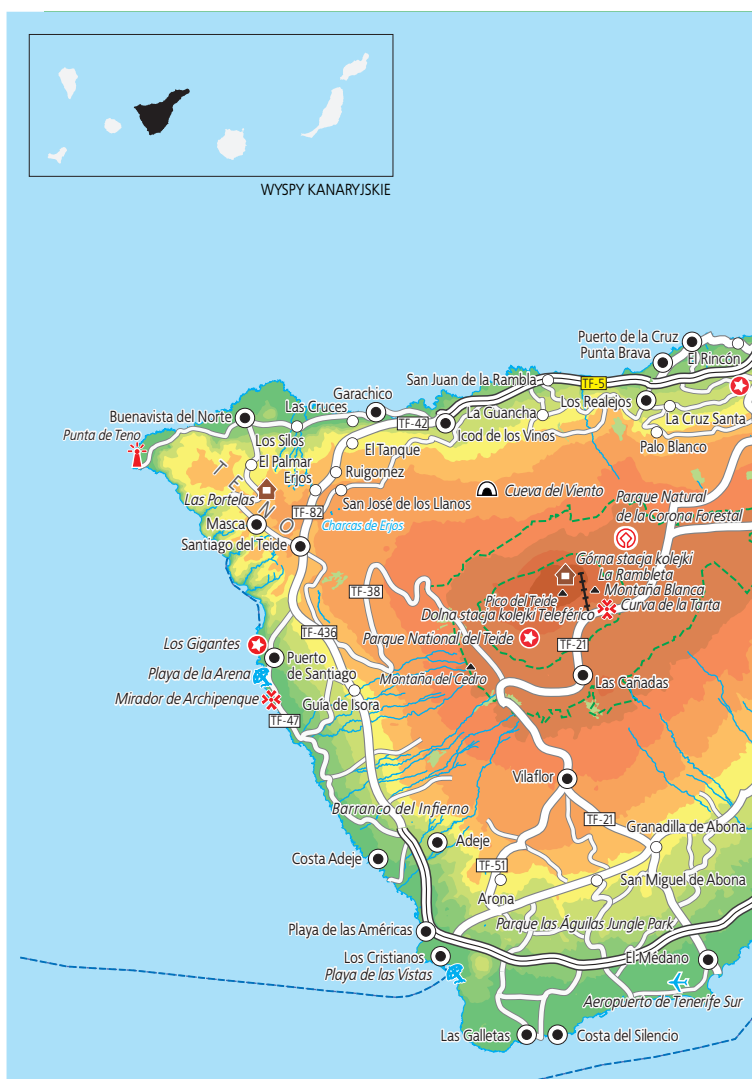 WYSPY KANARYJSKIE
Puerto de la Cruz
Punta Brava
El Rincón
San Juan de la Rambla
TF-5
Garachico
Las Cruces
Buenavista del Norte
La Guancha
Los Realejos
La Cruz Santa
TF-42
Icod de los Vinos
Punta de Teno
Los Silos
El Tanque
Palo Blanco
El Palmar
Erjos
Ruigomez
TENO
Las Portelas
San José de los Llanos
Cueva del Viento
Parque Natural
de la Corona Forestal
TF-82
Masca
Charcas de Erjos
Santiago del Teide
Górna stacja kolejki
La Rambleta
TF-38
Montaña Blanca
Pico del Teide
Curva de la Tarta
Dolna stacja kolejki Teleférico
TF-436
Parque National del Teide
TF-21
Los Gigantes
Puerto
de Santiago
Playa de la Arena
Montaña del Cedro
Las Cañadas
Mirador de Archipenque
Guía de Isora
TF-47
Vilaflor
Barranco del Infierno
TF-21
Granadilla de Abona
Adeje
Costa Adeje
TF-51
San Miguel de Abona
Arona
Parque las Águilas Jungle Park
Playa de las Américas
Los Cristianos
El Médano
Playa de las Vistas
Aeropuerto de Tenerife Sur
Las Galletas
Costa del Silencio